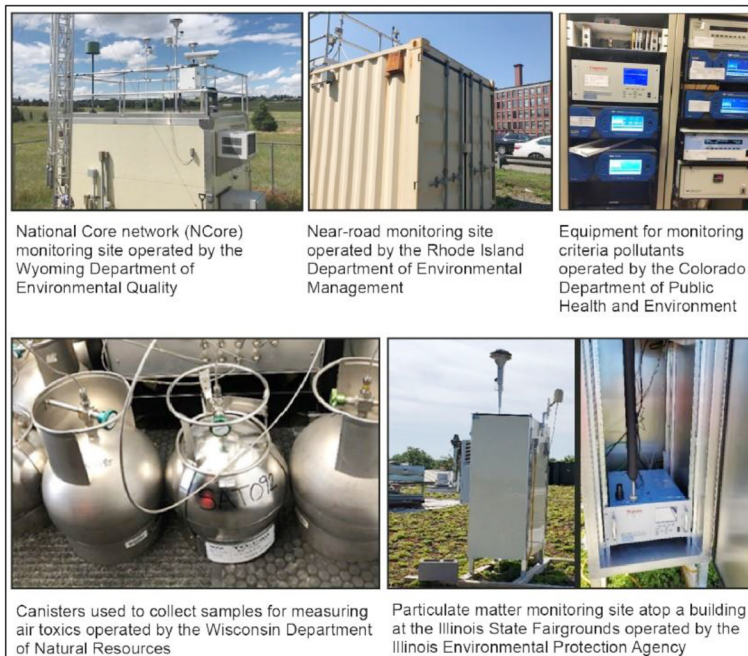 National Core network (NCore)
monitoring site operated by the
Wyoming Department of
Environmental Quality
Near-road monitoring site
operated by the Rhode Island
Department of Environmental
Management
Equipment for monitoring
criteria pollutants
operated by the Colorado
Department of Public
Health and Environment
SAT092
Canisters used to collect samples for measuring
air toxics operated by the Wisconsin Department
of Natural Resources
Particulate matter monitoring site atop a building
at the Illinois State Fairgrounds operated by the
Illinois Environmental Protection Agency